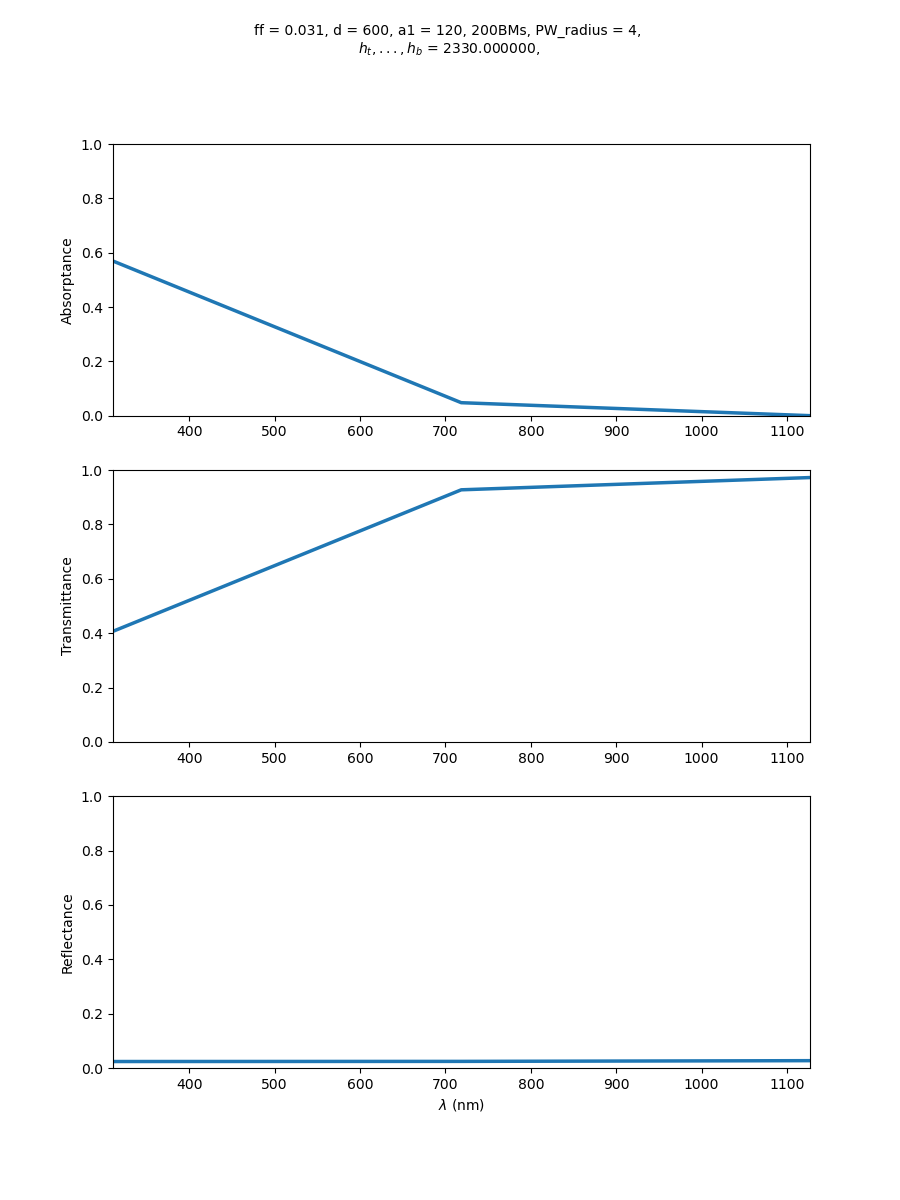 ff = 0.031, d = 600, a1 = 120, 200BMs, PW_radius = 4,
h_t, . . . , h_b = 2330.000000,
1.0
0.8
0.6
0.4
0.2
0.0
Absorptance
400 500 600 700 800 900 1000 1100
1.0
0.8
0.6
0.4
0.2
0.0
Transmittance
400 500 600 700 800 900 1000 1100
1.0
0.8
0.6
0.4
0.2
0.0
Reflectance
400 500 600 700 800 900 1000 1100
λ (nm)